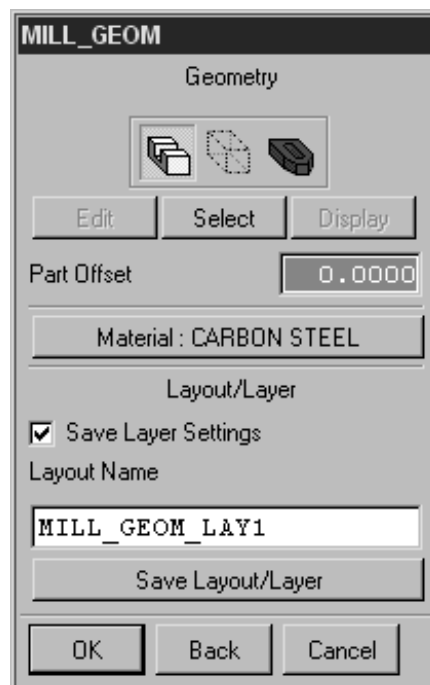 MILL_GEOM
Geometry
Edit Select Display
Part Offset 0.0000
Material : CARBON STEEL
Layout/Layer
Save Layer Settings
Layout Name
MILL_GEOM_LAY1
Save Layout/Layer
OK Back Cancel